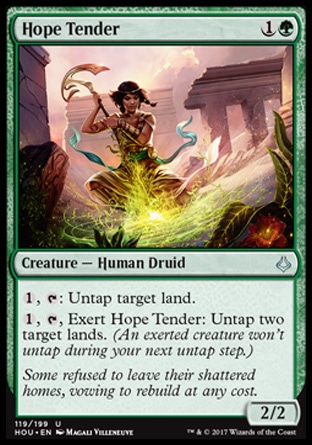 Hope Tender 1
Creature — Human Druid
1, : Untap target land.
1, , Exert Hope Tender: Untap two
target lands. (An exerted creature won't
untap during your next untap step.)
Some refused to leave their shattered
homes, vowing to rebuild at any cost.
2/2
119/199 U
HOU • EN MAGALI VILLENEUVE ™ & © 2017 Wizards of the Coast